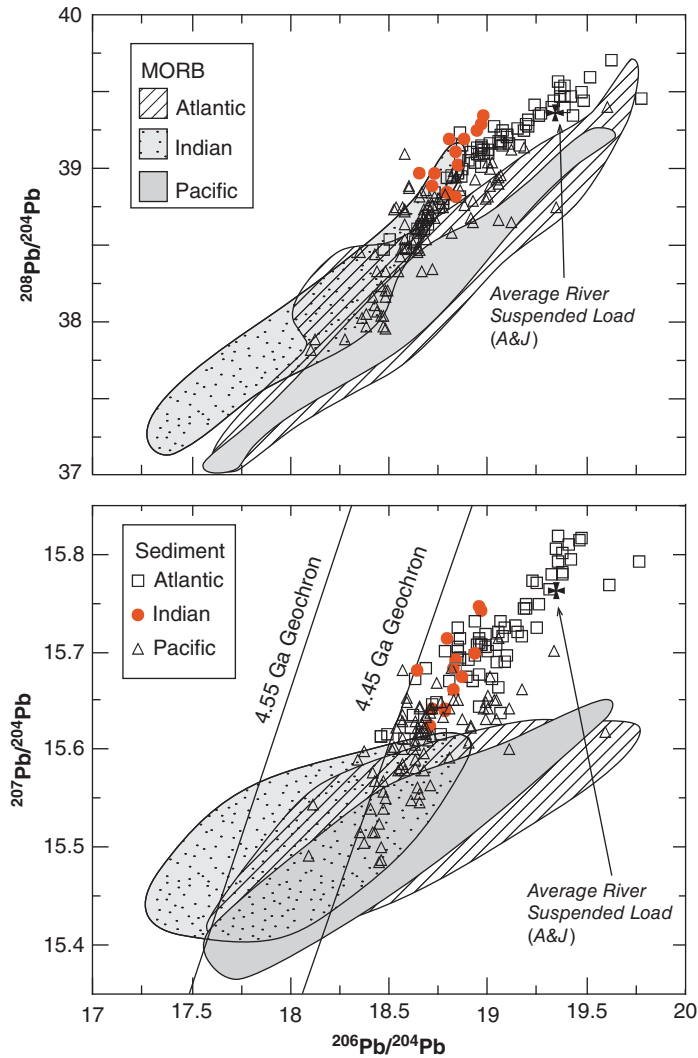 40
39
38
37
²⁰⁸Pb/²⁰⁴Pb
MORB
Atlantic
Indian
Pacific
Average River
Suspended Load
(A&J)
15.8
15.7
15.6
15.5
15.4
²⁰⁷Pb/²⁰⁴Pb
Sediment
Atlantic
Indian
Pacific
4.55 Ga Geochron
4.45 Ga Geochron
Average River
Suspended Load
(A&J)
17 17.5 18 18.5 19 19.5 20
²⁰⁶Pb/²⁰⁴Pb